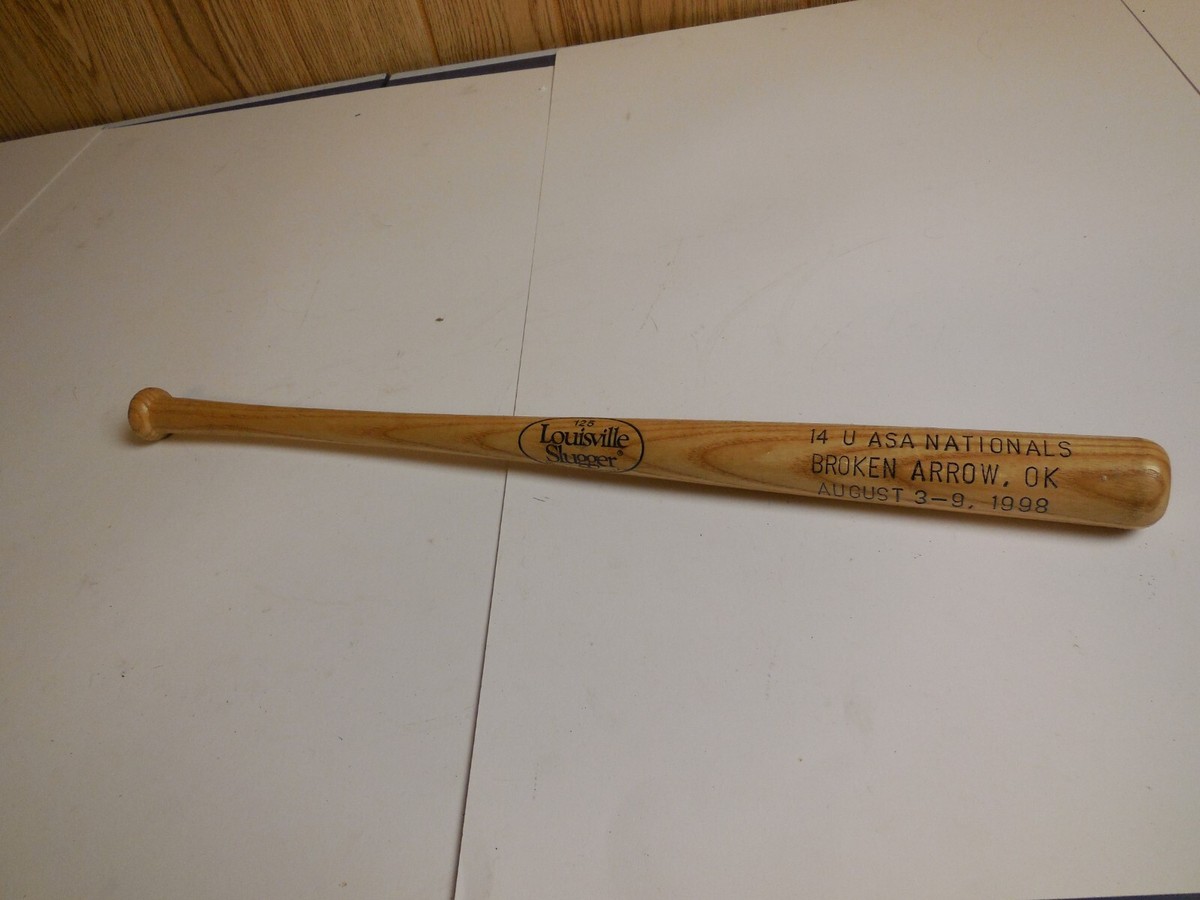 125
Louisville
Slugger®
14 U ASA NATIONALS
BROKEN ARROW, OK
AUGUST 3-9, 1998